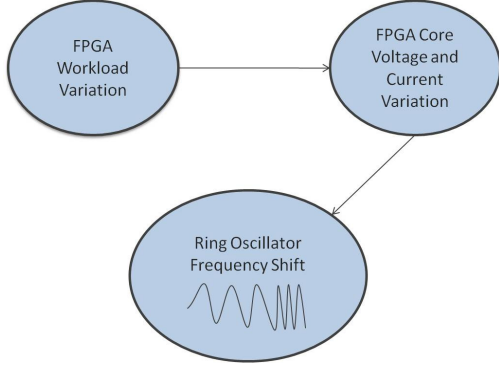 FPGA
Workload
Variation
FPGA Core
Voltage and
Current
Variation
Ring Oscillator
Frequency Shift